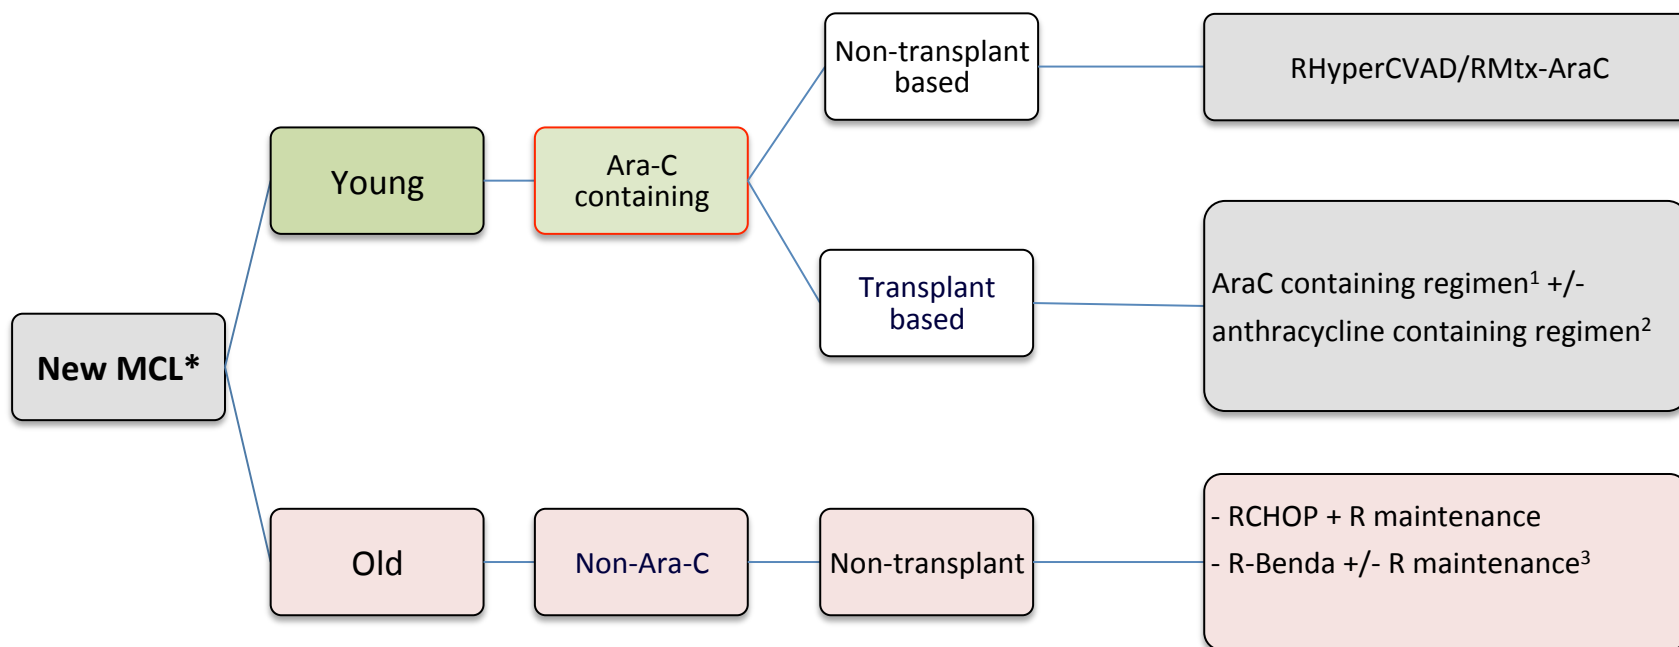 New MCL*
Young
Ara-C
containing
Non-transplant
based
RHyperCVAD/RMtx-AraC
Transplant
based
AraC containing regimen¹ +/-
anthracycline containing regimen²
Old
Non-Ara-C
Non-transplant
- RCHOP + R maintenance
- R-Benda +/- R maintenance³